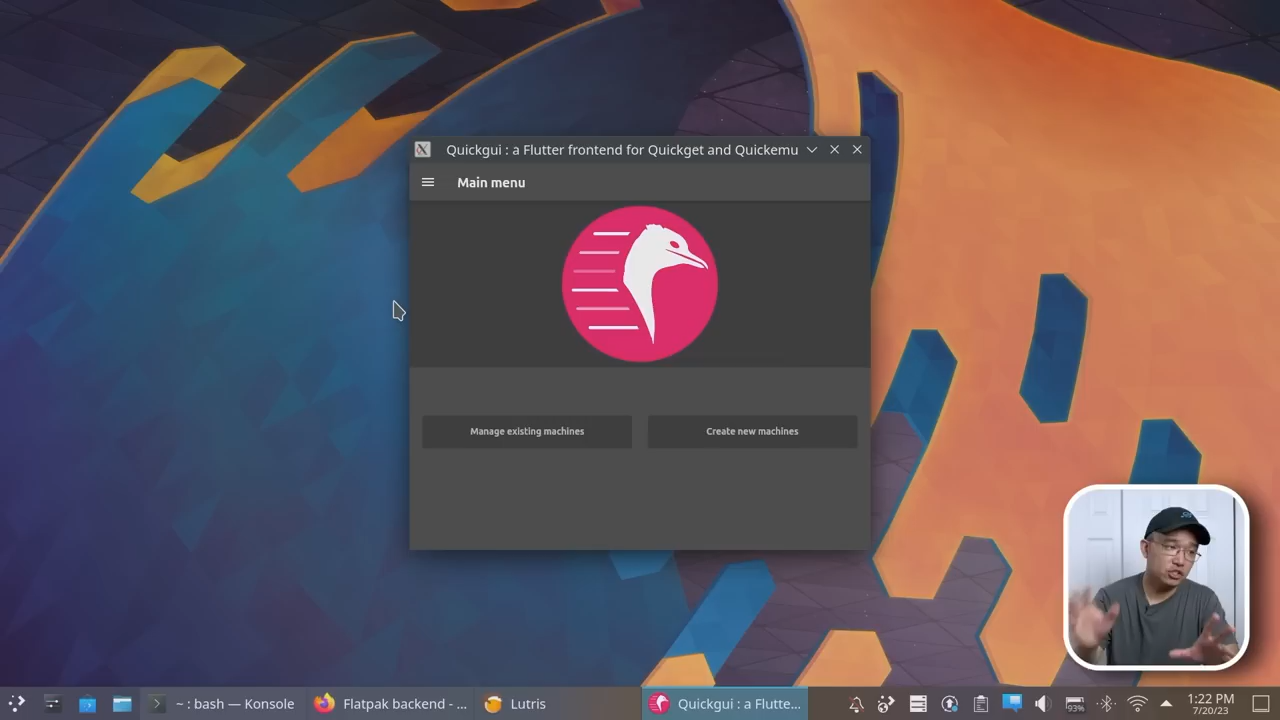 Quickgui : a Flutter frontend for Quickget and Quickemu
Main menu
Manage existing machines
Create new machines
~ : bash — Konsole
Flatpak backend - ...
Lutris
Quickgui : a Flutte...
93%
1:22 PM
7/20/23